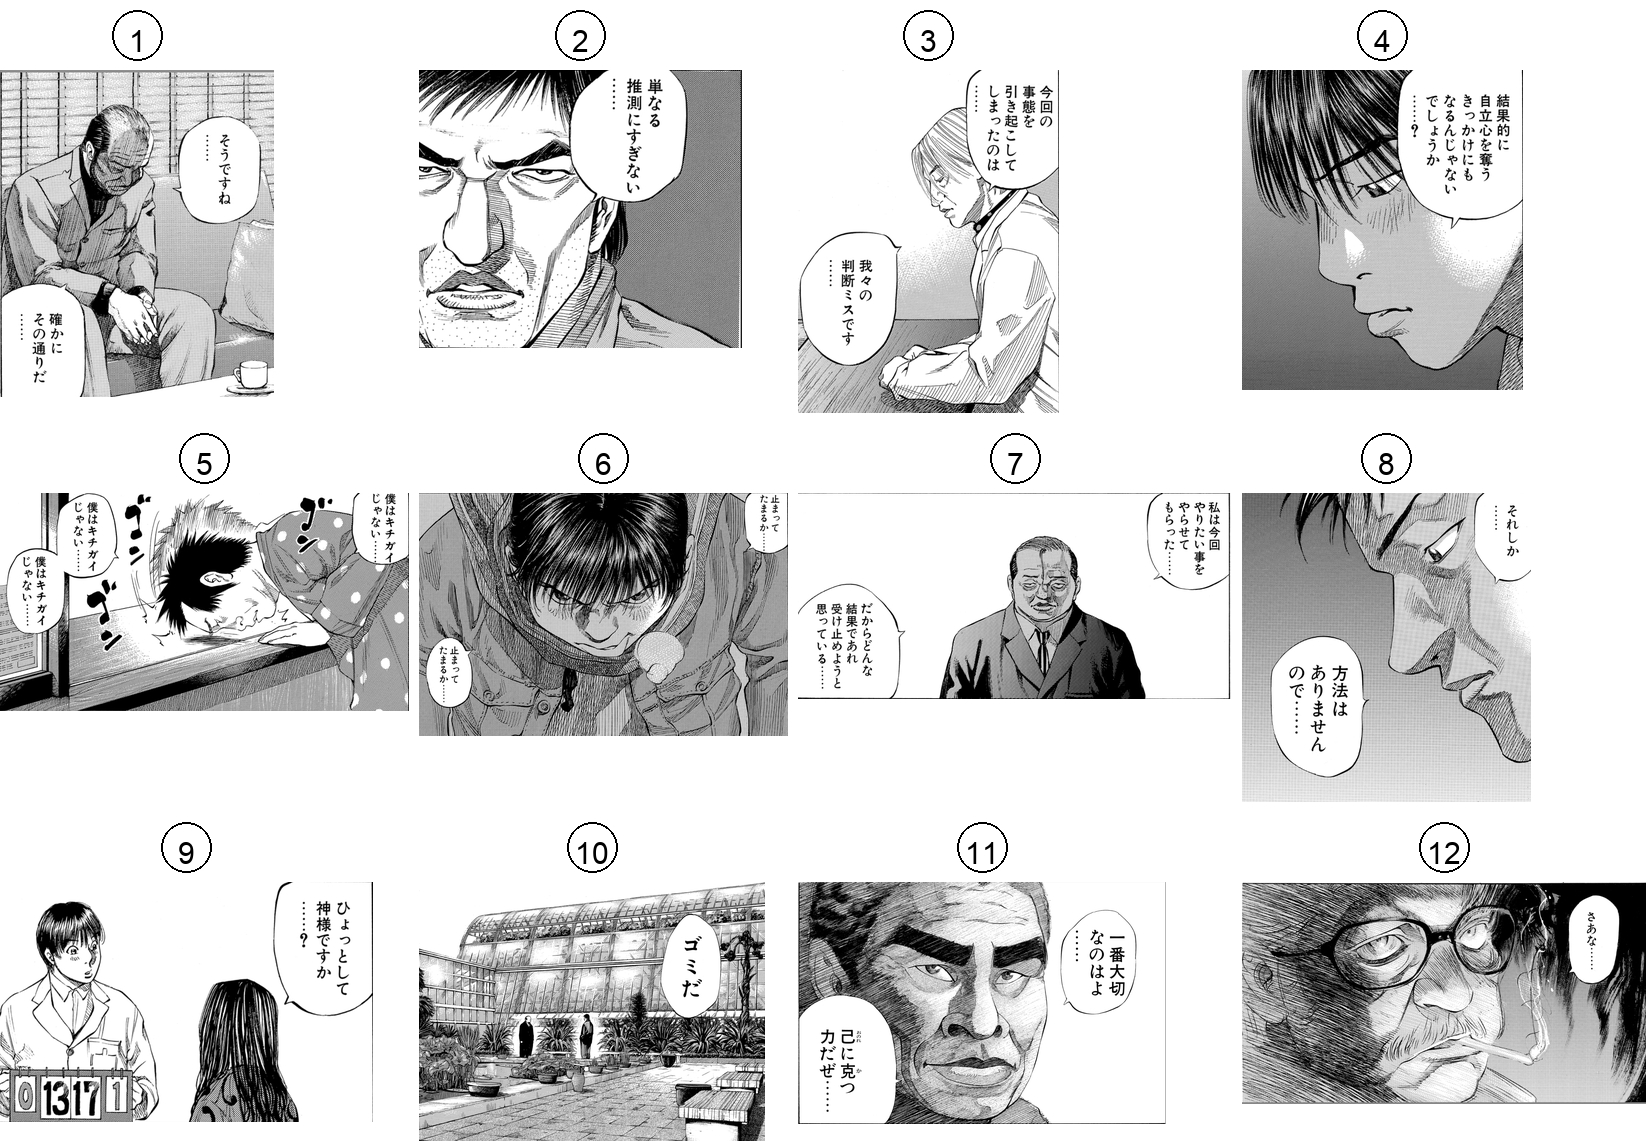 1
そうですね
……
確かに
その通りだ
……
2
単なる
推測にすぎない
……
3
今回の
事態を
引き起こして
しまったのは
我々の
判断ミスです
……
4
結果的に
自立心を奪う
きっかけにも
なるんじゃない
でしょうか
……？
5
僕はキチガイ
じゃない……
僕はキチガイ
じゃない……
僕はキチガイ
じゃない……
ゴンッ
ゴンッ
ゴンッ
6
止まって
たまるか……
止まって
たまるか……
7
私は今回
やりたい事を
やらせて
もらった……
だからどんな
結果であれ
受け止めようと
思っている……
8
それしか
……
方法は
ありません
ので……
9
ひょっとして
神様ですか
……？
0 13 17 1
10
ゴミだ
11
一番大切
なのはよ
……
己に克つ
おのれ か
力だぜ……
12
さあな……